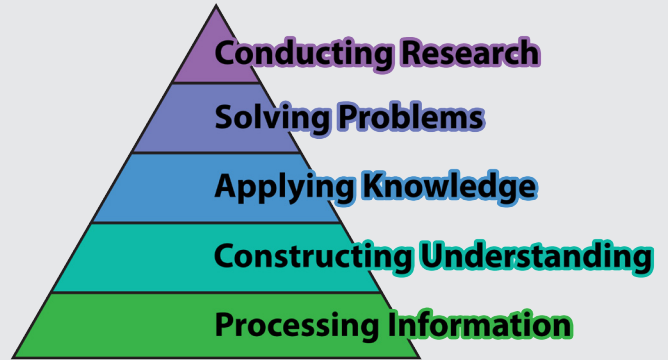 Conducting Research
Solving Problems
Applying Knowledge
Constructing Understanding
Processing Information